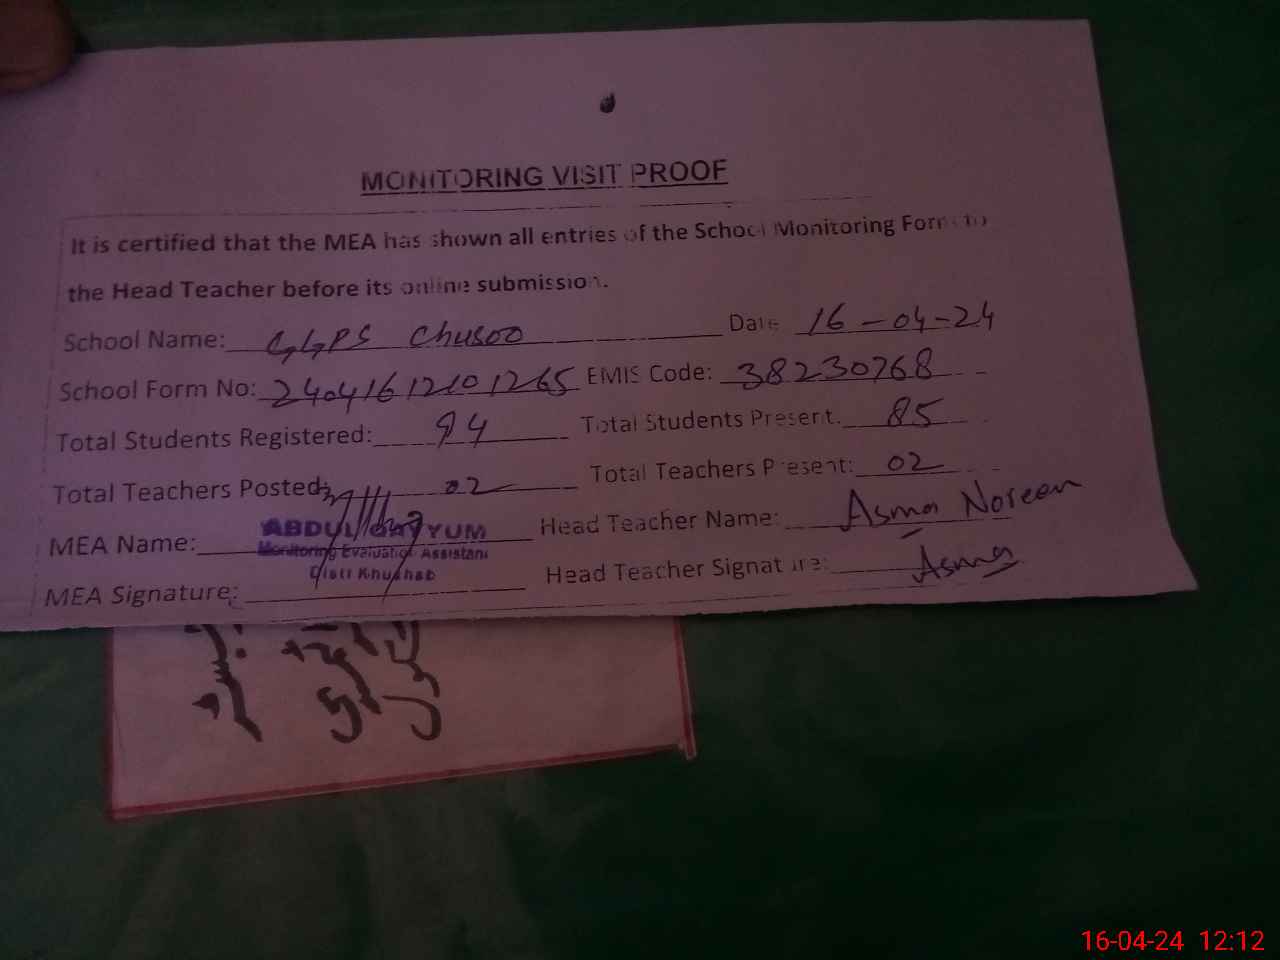 MONITORING VISIT PROOF
It is certified that the MEA has shown all entries of the School Monitoring Form to
the Head Teacher before its online submission.
School Name: GGPS Chusoo Date 16-04-24
School Form No: 24041612101265 EMIS Code: 38230768
Total Students Registered: 94 Total Students Present: 85
Total Teachers Posted: 02 Total Teachers Present: 02
MEA Name: ABDUL QAYYUM Head Teacher Name: Asma Noreen
Monitoring Evaluation Assistant
Distt Khushab
MEA Signature: Head Teacher Signature: Asma
16-04-24 12:12